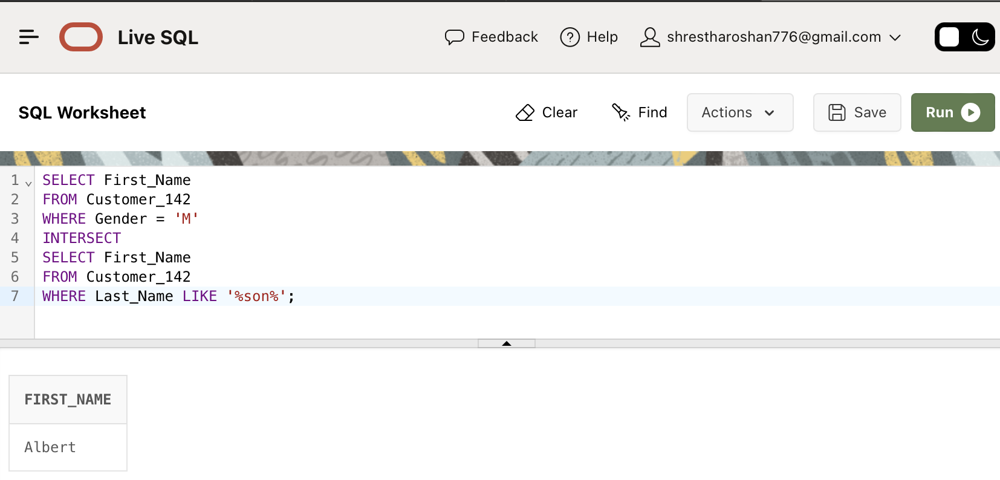 Live SQL
Feedback
Help
shrestharoshan776@gmail.com
SQL Worksheet
Clear
Find
Actions
Save
Run
1 SELECT First_Name
2 FROM Customer_142
3 WHERE Gender = 'M'
4 INTERSECT
5 SELECT First_Name
6 FROM Customer_142
7 WHERE Last_Name LIKE '%son%';
FIRST_NAME
Albert